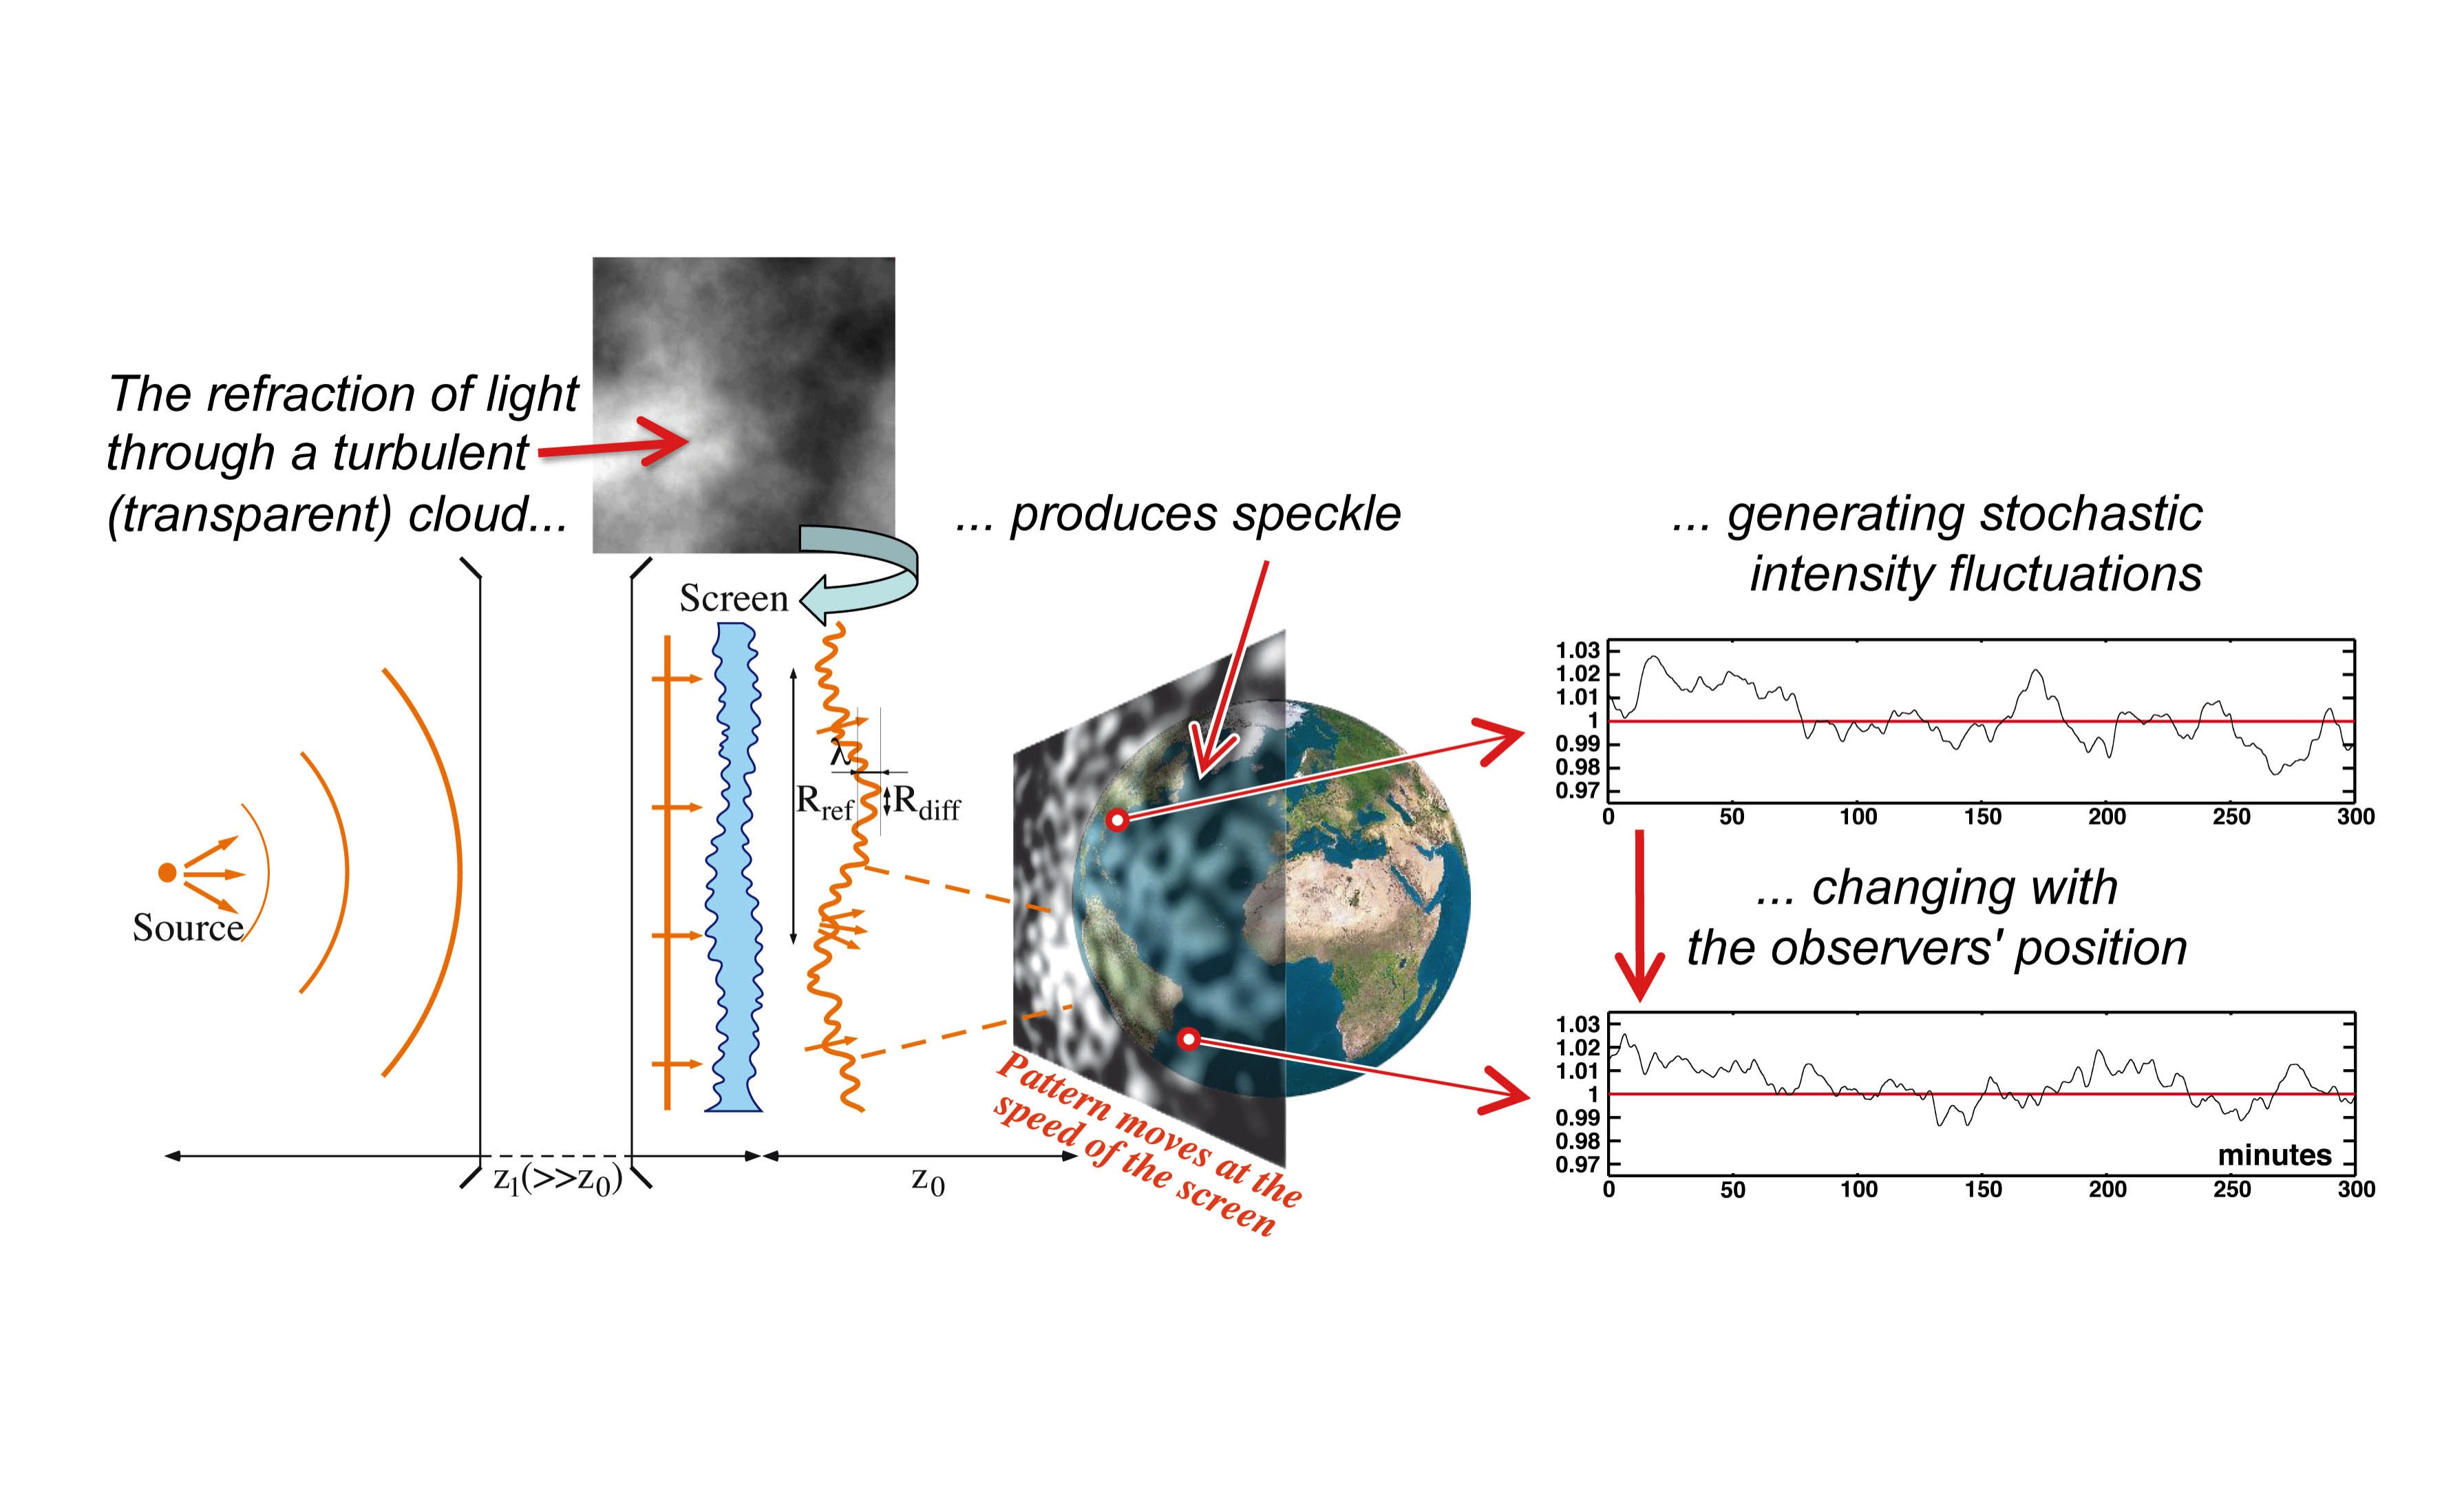 The refraction of light
through a turbulent
(transparent) cloud...
... produces speckle
... generating stochastic
intensity fluctuations
Screen
Source
λ
Rref
Rdiff
z1(>>z0)
z0
Pattern moves at the
speed of the screen
1.03
1.02
1.01
1
0.99
0.98
0.97
0 50 100 150 200 250 300
... changing with
the observers' position
1.03
1.02
1.01
1
0.99
0.98
0.97
minutes
0 50 100 150 200 250 300